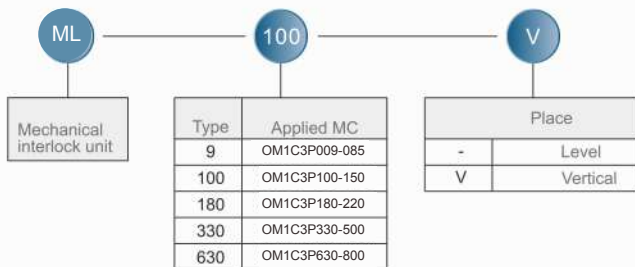 ML 100 V
Mechanical
interlock unit
Type Applied MC
9 OM1C3P009-085
100 OM1C3P100-150
180 OM1C3P180-220
330 OM1C3P330-500
630 OM1C3P630-800
Place
- Level
V Vertical